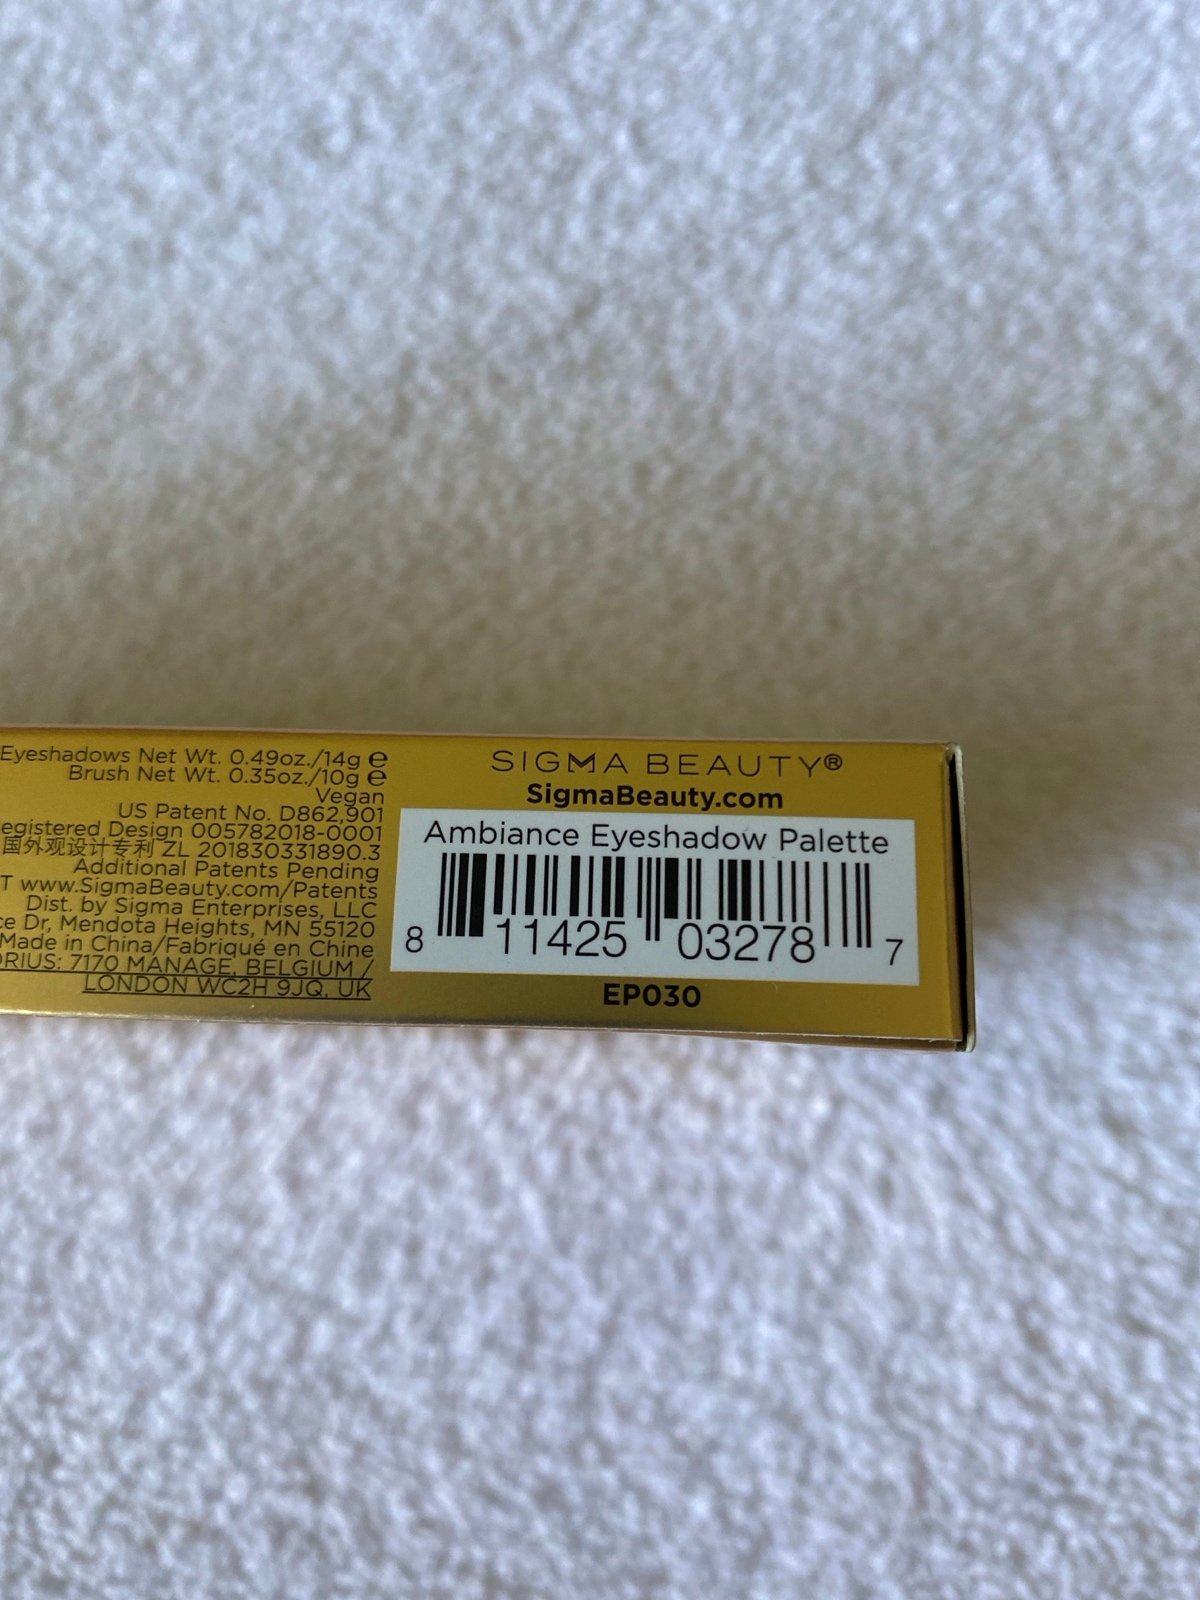 Eyeshadows Net Wt. 0.49oz./14g ℮
Brush Net Wt. 0.35oz./10g ℮
Vegan
US Patent No. D862,901
egistered Design 005782018-0001
国外观设计专利 ZL 201830331890.3
Additional Patents Pending
T www.SigmaBeauty.com/Patents
Dist. by Sigma Enterprises, LLC
ce Dr, Mendota Heights, MN 55120
Made in China/Fabriqué en Chine
ORIUS: 7170 MANAGE, BELGIUM /
LONDON WC2H 9JQ, UK
SIGMA BEAUTY®
SigmaBeauty.com
Ambiance Eyeshadow Palette
8 11425 03278 7
EP030